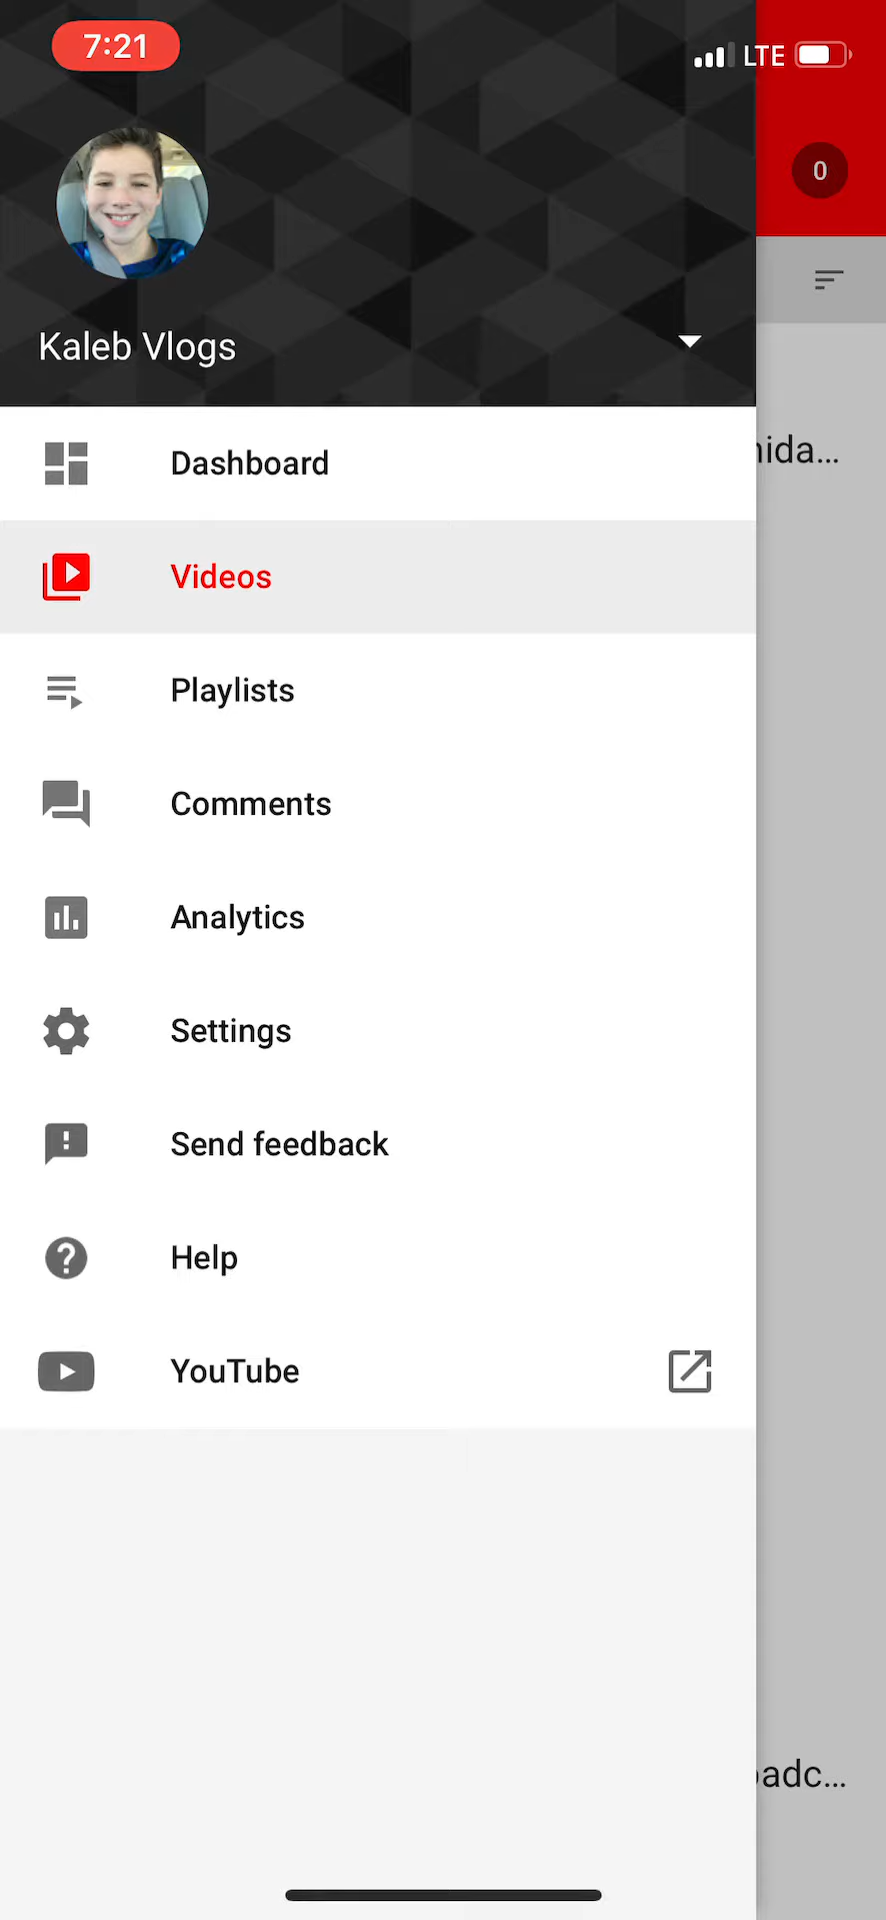 7:21
LTE
0
Kaleb Vlogs
Dashboard
Videos
Playlists
Comments
Analytics
Settings
Send feedback
Help
YouTube